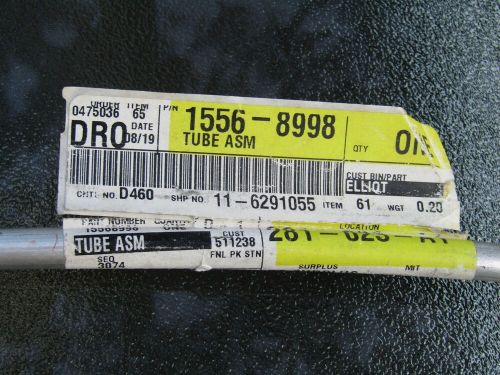 ORDER ITEM P/N
0475036 65 1556-8998
DRO DATE 08/19 TUBE ASM QTY
CUST BIN/PART
ELLIOT
CNTL NO. D460 SHP NO. 11-6291055 ITEM 61 WGT 0.20
PART NUMBER LOCATION
15568998
TUBE ASM CUST 511238
SEQ 3074 FNL PK STN SURPLUS MIT